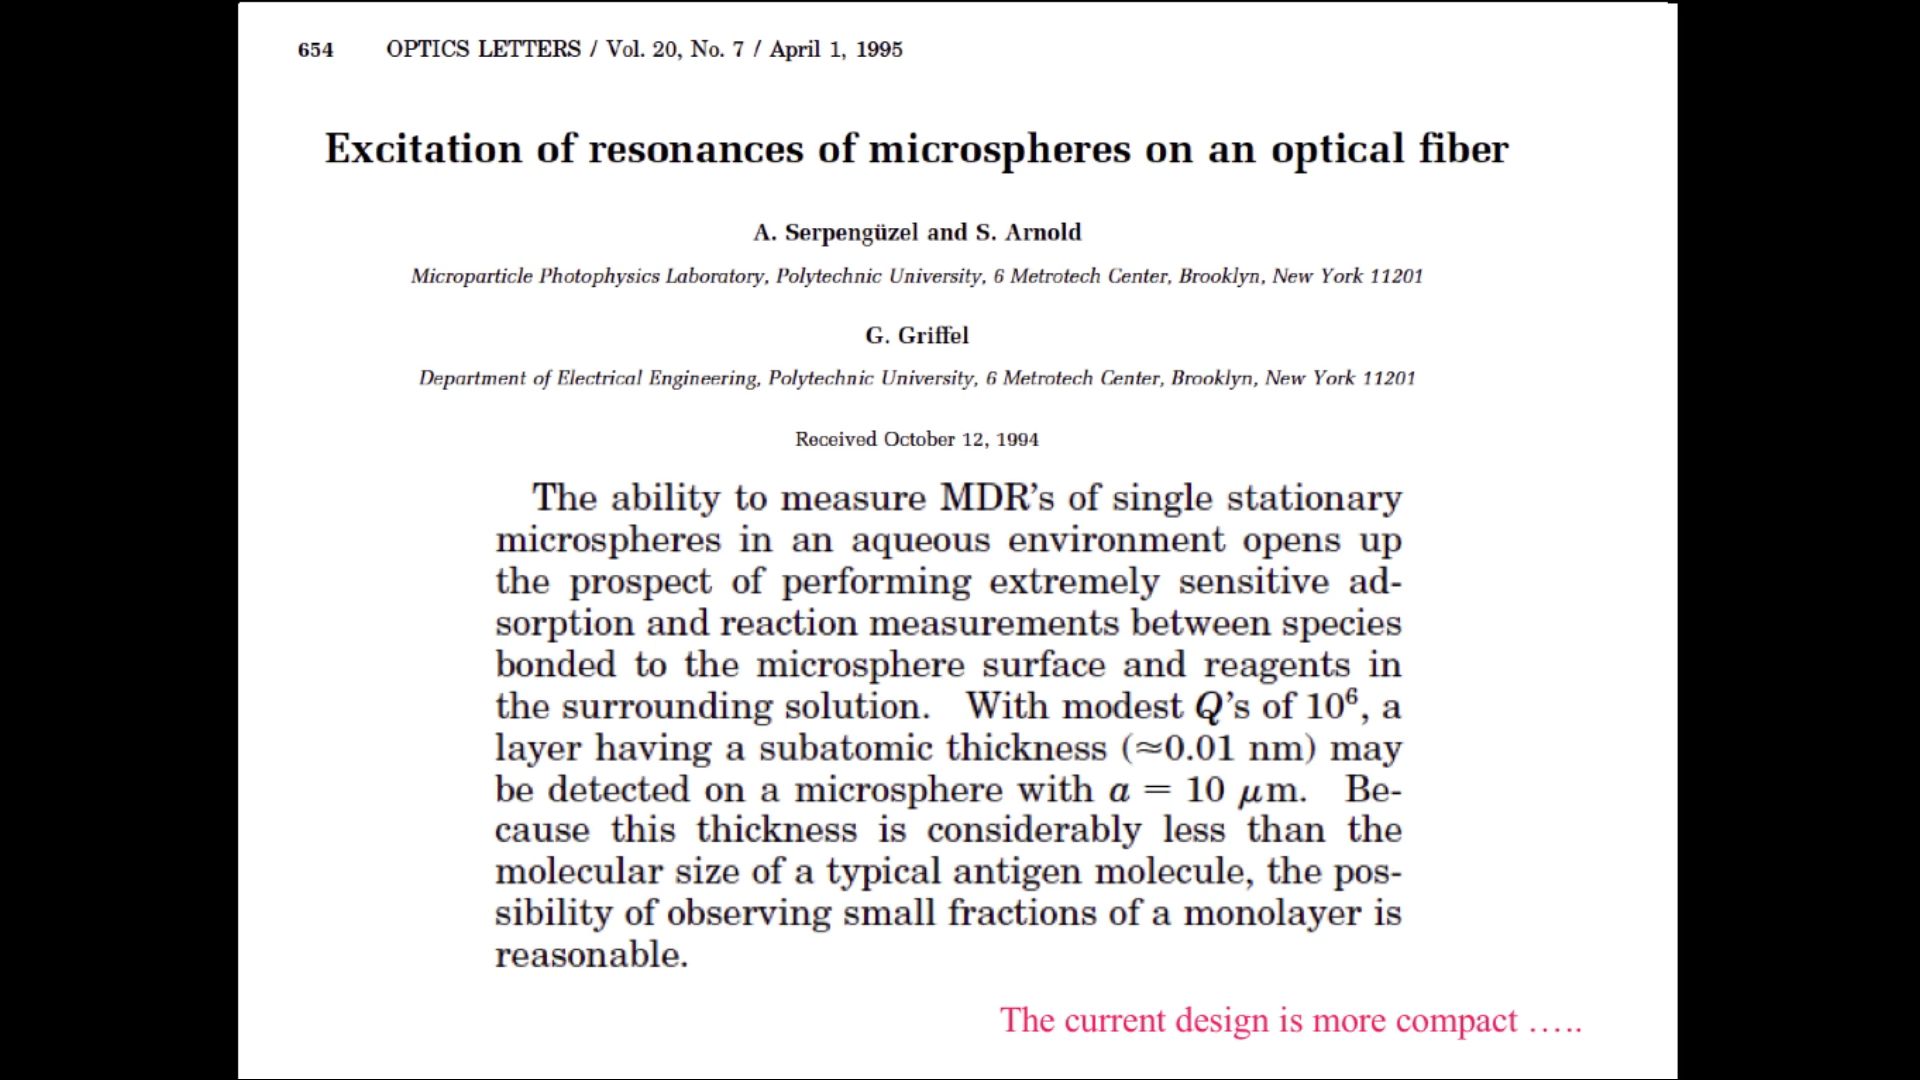 654 OPTICS LETTERS / Vol. 20, No. 7 / April 1, 1995
Excitation of resonances of microspheres on an optical fiber
A. Serpengüzel and S. Arnold
Microparticle Photophysics Laboratory, Polytechnic University, 6 Metrotech Center, Brooklyn, New York 11201
G. Griffel
Department of Electrical Engineering, Polytechnic University, 6 Metrotech Center, Brooklyn, New York 11201
Received October 12, 1994
The ability to measure MDR's of single stationary
microspheres in an aqueous environment opens up
the prospect of performing extremely sensitive ad-
sorption and reaction measurements between species
bonded to the microsphere surface and reagents in
the surrounding solution. With modest Q's of 10⁶, a
layer having a subatomic thickness (≈0.01 nm) may
be detected on a microsphere with a = 10 μm. Be-
cause this thickness is considerably less than the
molecular size of a typical antigen molecule, the pos-
sibility of observing small fractions of a monolayer is
reasonable.
The current design is more compact …..